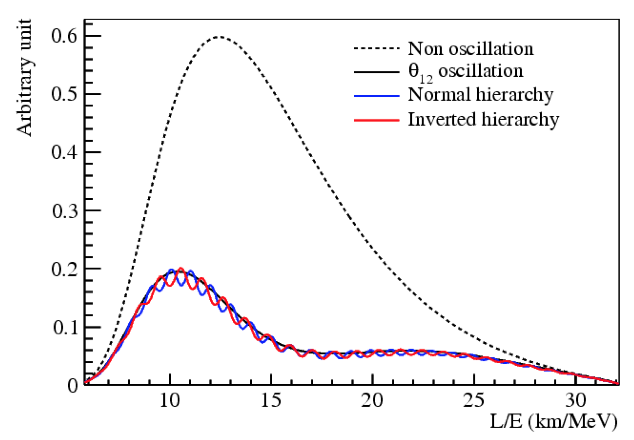 Arbitrary unit
0.6
0.5
0.4
0.3
0.2
0.1
0
Non oscillation
θ12 oscillation
Normal hierarchy
Inverted hierarchy
10 15 20 25 30
L/E (km/MeV)